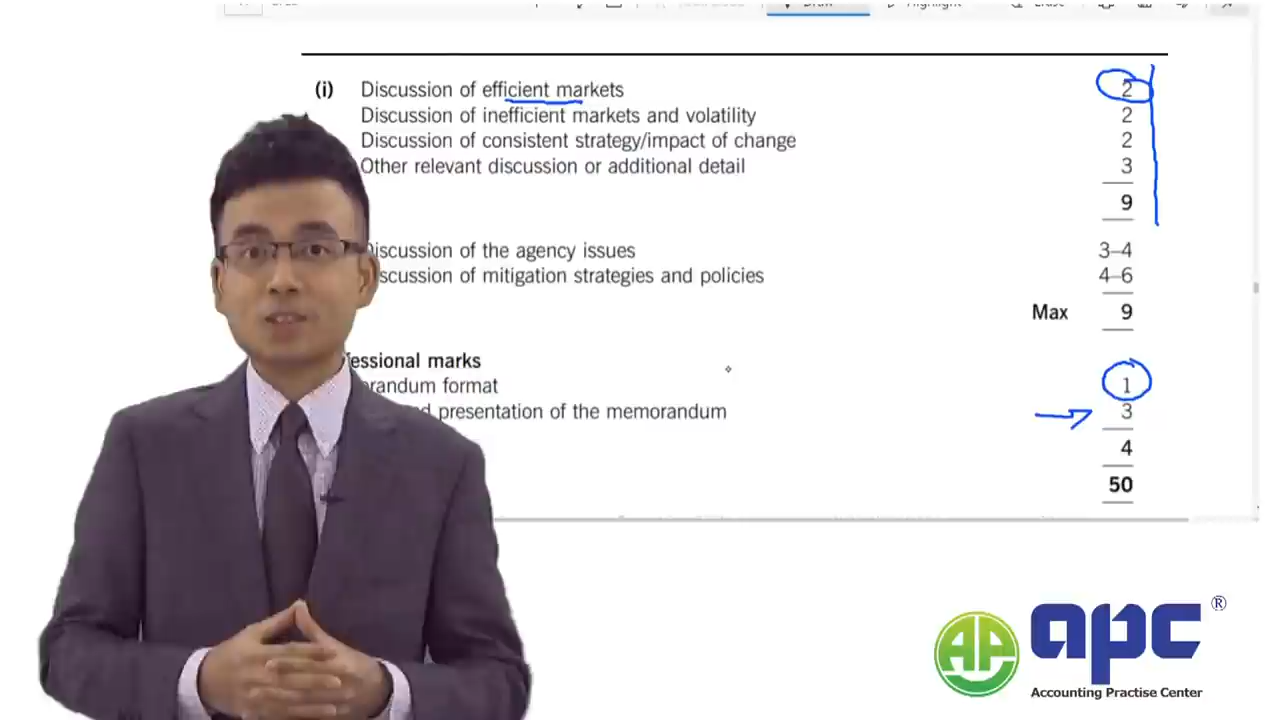 (i) Discussion of efficient markets 2
Discussion of inefficient markets and volatility 2
Discussion of consistent strategy/impact of change 2
Other relevant discussion or additional detail 3
9
iscussion of the agency issues 3–4
scussion of mitigation strategies and policies 4–6
Max 9
fessional marks
orandum format 1
d presentation of the memorandum 3
4
50
AP
apc ®
Accounting Practise Center